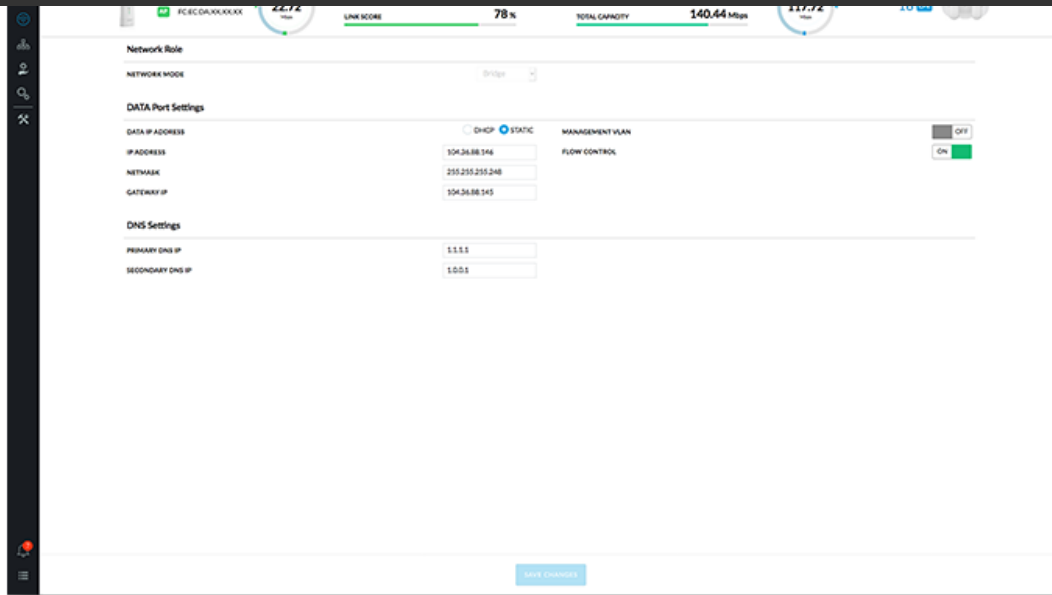 AP FC:EC:DA:XX:XX:XX
22.72 Mbps
LINK SCORE 78 %
TOTAL CAPACITY 140.44 Mbps
117.72 Mbps
Network Role
NETWORK MODE Bridge
DATA Port Settings
DATA IP ADDRESS DHCP STATIC MANAGEMENT VLAN OFF
IP ADDRESS 104.36.88.146 FLOW CONTROL ON
NETMASK 255.255.255.248
GATEWAY IP 104.36.88.145
DNS Settings
PRIMARY DNS IP 1.1.1.1
SECONDARY DNS IP 1.0.0.1
SAVE CHANGES